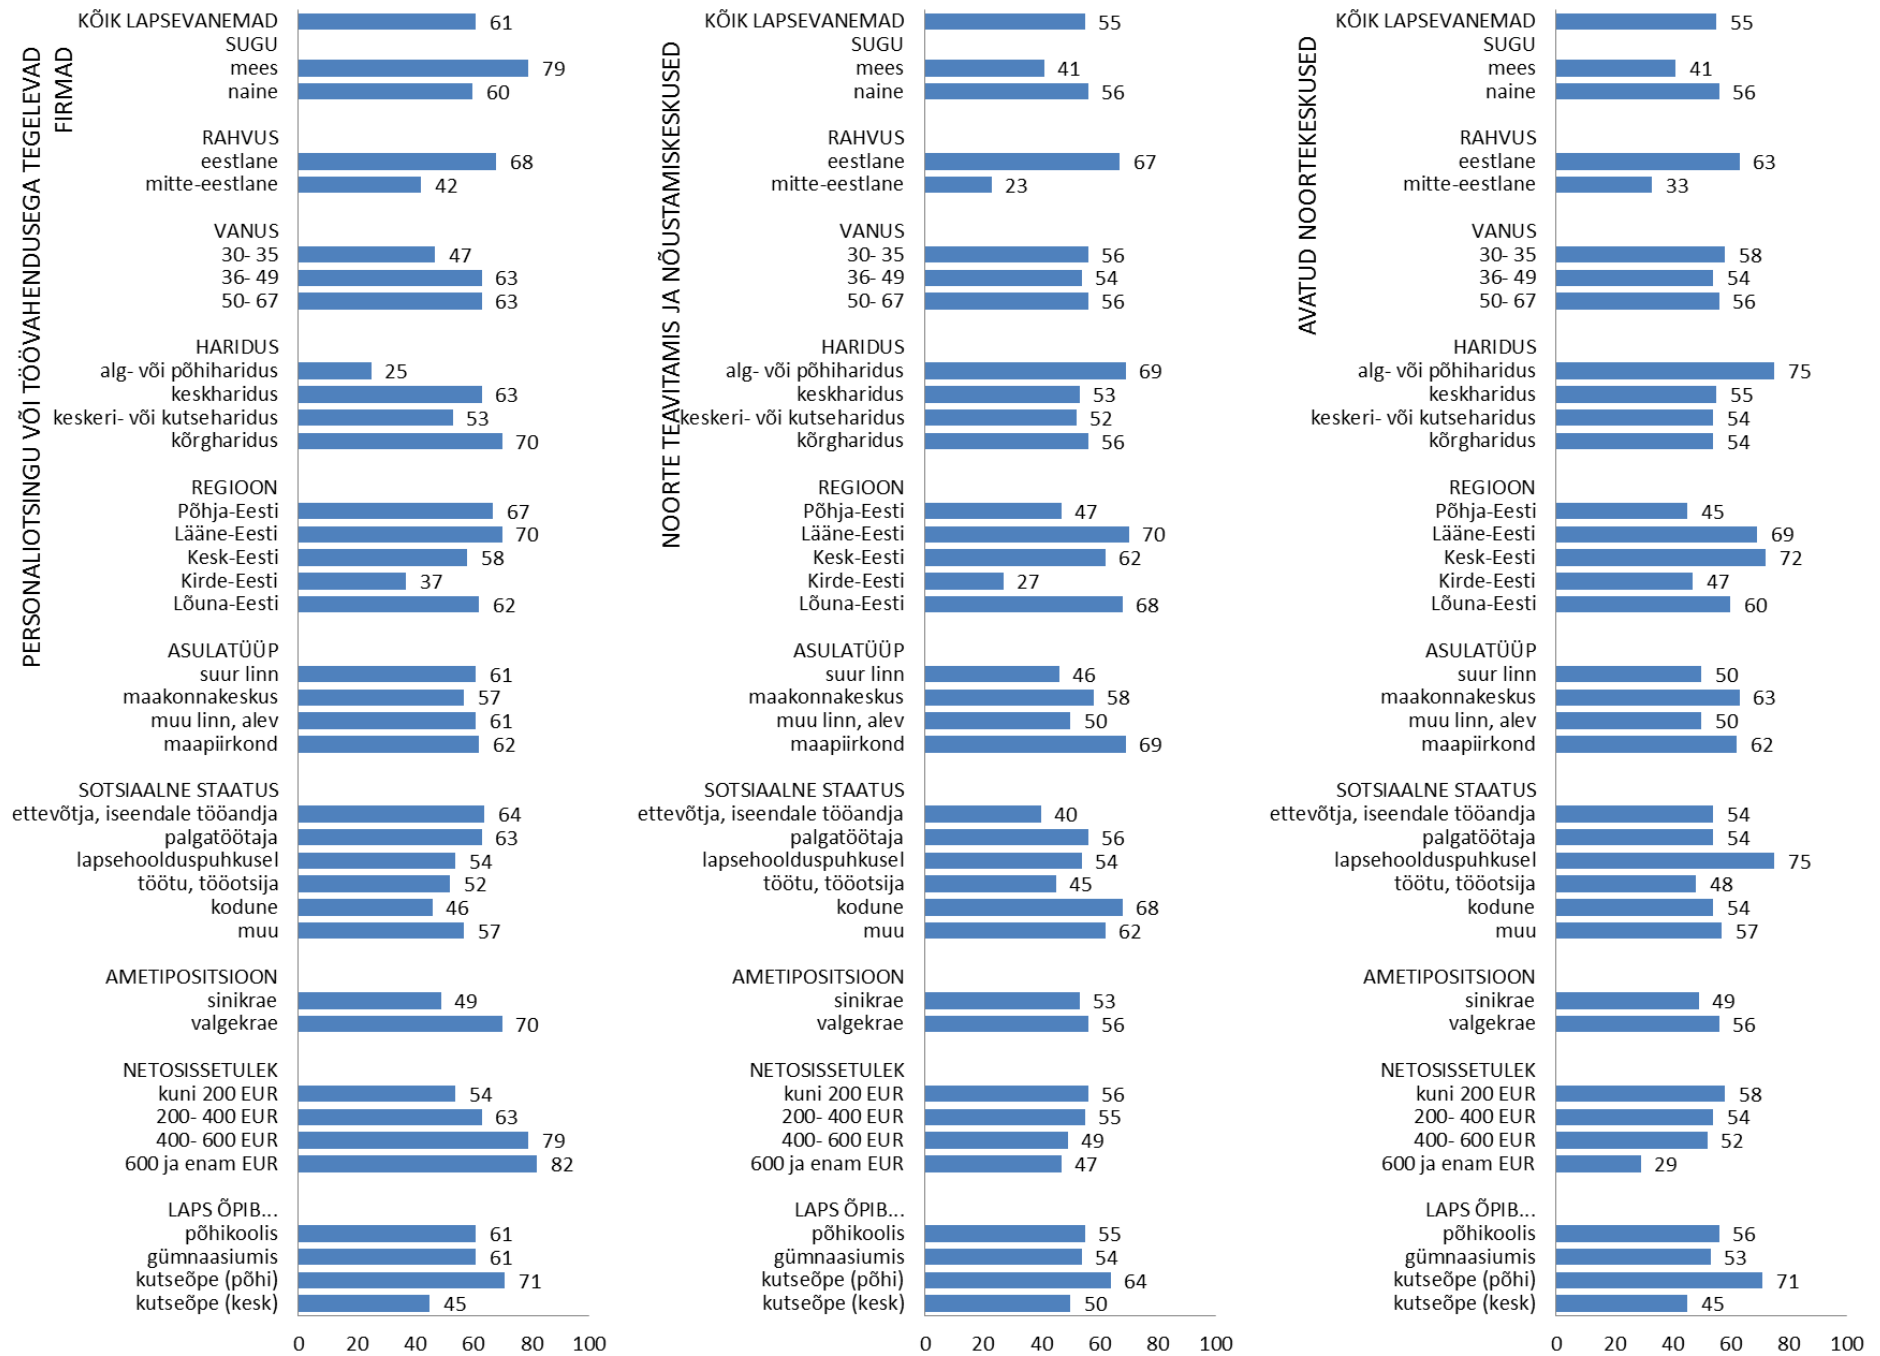 PERSONALIOTSINGU VÕI TÖÖVAHENDUSEGA TEGELEVAD
FIRMAD
KÕIK LAPSEVANEMAD 61
SUGU
mees 79
naine 60
RAHVUS
eestlane 68
mitte-eestlane 42
VANUS
30- 35 47
36- 49 63
50- 67 63
HARIDUS
alg- või põhiharidus 25
keskharidus 63
keskeri- või kutseharidus 53
kõrgharidus 70
REGIOON
Põhja-Eesti 67
Lääne-Eesti 70
Kesk-Eesti 58
Kirde-Eesti 37
Lõuna-Eesti 62
ASULATÜÜP
suur linn 61
maakonnakeskus 57
muu linn, alev 61
maapiirkond 62
SOTSIAALNE STAATUS
ettevõtja, iseendale tööandja 64
palgatöötaja 63
lapsehoolduspuhkusel 54
töötu, tööotsija 52
kodune 46
muu 57
AMETIPOSITSIOON
sinikrae 49
valgekrae 70
NETOSISSETULEK
kuni 200 EUR 54
200- 400 EUR 63
400- 600 EUR 79
600 ja enam EUR 82
LAPS ÕPIB...
põhikoolis 61
gümnaasiumis 61
kutseõpe (põhi) 71
kutseõpe (kesk) 45
0 20 40 60 80 100
NOORTE TEAVITAMIS JA NÕUSTAMISKESKUSED
KÕIK LAPSEVANEMAD 55
SUGU
mees 41
naine 56
RAHVUS
eestlane 67
mitte-eestlane 23
VANUS
30- 35 56
36- 49 54
50- 67 56
HARIDUS
alg- või põhiharidus 69
keskharidus 53
keskeri- või kutseharidus 52
kõrgharidus 56
REGIOON
Põhja-Eesti 47
Lääne-Eesti 70
Kesk-Eesti 62
Kirde-Eesti 27
Lõuna-Eesti 68
ASULATÜÜP
suur linn 46
maakonnakeskus 58
muu linn, alev 50
maapiirkond 69
SOTSIAALNE STAATUS
ettevõtja, iseendale tööandja 40
palgatöötaja 56
lapsehoolduspuhkusel 54
töötu, tööotsija 45
kodune 68
muu 62
AMETIPOSITSIOON
sinikrae 53
valgekrae 56
NETOSISSETULEK
kuni 200 EUR 56
200- 400 EUR 55
400- 600 EUR 49
600 ja enam EUR 47
LAPS ÕPIB...
põhikoolis 55
gümnaasiumis 54
kutseõpe (põhi) 64
kutseõpe (kesk) 50
0 20 40 60 80 100
AVATUD NOORTEKESKUSED
KÕIK LAPSEVANEMAD 55
SUGU
mees 41
naine 56
RAHVUS
eestlane 63
mitte-eestlane 33
VANUS
30- 35 58
36- 49 54
50- 67 56
HARIDUS
alg- või põhiharidus 75
keskharidus 55
keskeri- või kutseharidus 54
kõrgharidus 54
REGIOON
Põhja-Eesti 45
Lääne-Eesti 69
Kesk-Eesti 72
Kirde-Eesti 47
Lõuna-Eesti 60
ASULATÜÜP
suur linn 50
maakonnakeskus 63
muu linn, alev 50
maapiirkond 62
SOTSIAALNE STAATUS
ettevõtja, iseendale tööandja 54
palgatöötaja 54
lapsehoolduspuhkusel 75
töötu, tööotsija 48
kodune 54
muu 57
AMETIPOSITSIOON
sinikrae 49
valgekrae 56
NETOSISSETULEK
kuni 200 EUR 58
200- 400 EUR 54
400- 600 EUR 52
600 ja enam EUR 29
LAPS ÕPIB...
põhikoolis 56
gümnaasiumis 53
kutseõpe (põhi) 71
kutseõpe (kesk) 45
0 20 40 60 80 100